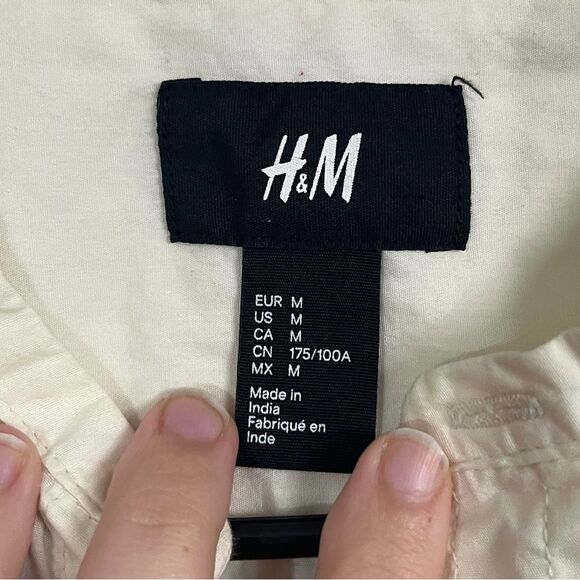 H&M
EUR M
US M
CA M
CN 175/100A
MX M
Made in
India
Fabriqué en
Inde